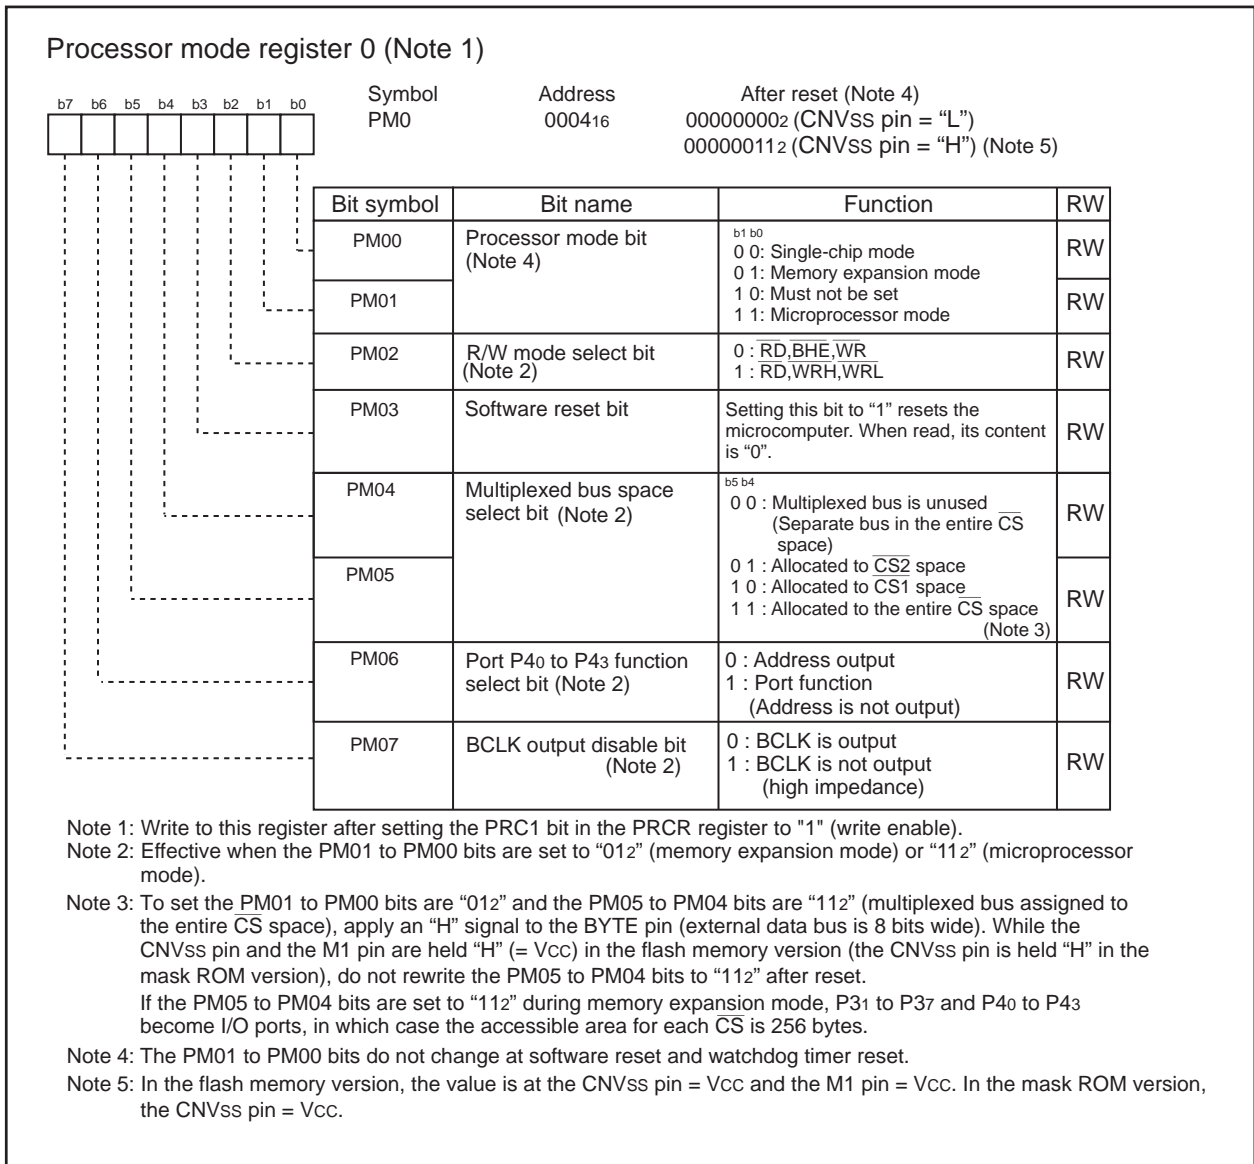 Processor mode register 0 (Note 1)
b7 b6 b5 b4 b3 b2 b1 b0
Symbol Address After reset (Note 4)
PM0 000416 000000002 (CNVSS pin = “L”)
000000112 (CNVSS pin = “H”) (Note 5)
Bit symbol Bit name Function RW
PM00 Processor mode bit
(Note 4)
b1 b0
0 0: Single-chip mode
0 1: Memory expansion mode
1 0: Must not be set
1 1: Microprocessor mode
RW
PM01
RW
PM02 R/W mode select bit
(Note 2)
0 : RD,BHE,WR
1 : RD,WRH,WRL
RW
PM03 Software reset bit
Setting this bit to “1” resets the
microcomputer. When read, its content
is “0”.
RW
PM04 Multiplexed bus space
select bit (Note 2)
b5 b4
0 0 : Multiplexed bus is unused
(Separate bus in the entire CS
space)
0 1 : Allocated to CS2 space
1 0 : Allocated to CS1 space
1 1 : Allocated to the entire CS space
(Note 3)
RW
PM05
RW
PM06 Port P40 to P43 function
select bit (Note 2)
0 : Address output
1 : Port function
(Address is not output)
RW
PM07 BCLK output disable bit
(Note 2)
0 : BCLK is output
1 : BCLK is not output
(high impedance)
RW
Note 1: Write to this register after setting the PRC1 bit in the PRCR register to "1" (write enable).
Note 2: Effective when the PM01 to PM00 bits are set to “012” (memory expansion mode) or “112” (microprocessor
mode).
Note 3: To set the PM01 to PM00 bits are “012” and the PM05 to PM04 bits are “112” (multiplexed bus assigned to
the entire CS space), apply an “H” signal to the BYTE pin (external data bus is 8 bits wide). While the
CNVSS pin and the M1 pin are held “H” (= VCC) in the flash memory version (the CNVSS pin is held “H” in the
mask ROM version), do not rewrite the PM05 to PM04 bits to “112” after reset.
If the PM05 to PM04 bits are set to “112” during memory expansion mode, P31 to P37 and P40 to P43
become I/O ports, in which case the accessible area for each CS is 256 bytes.
Note 4: The PM01 to PM00 bits do not change at software reset and watchdog timer reset.
Note 5: In the flash memory version, the value is at the CNVSS pin = VCC and the M1 pin = VCC. In the mask ROM version,
the CNVSS pin = VCC.